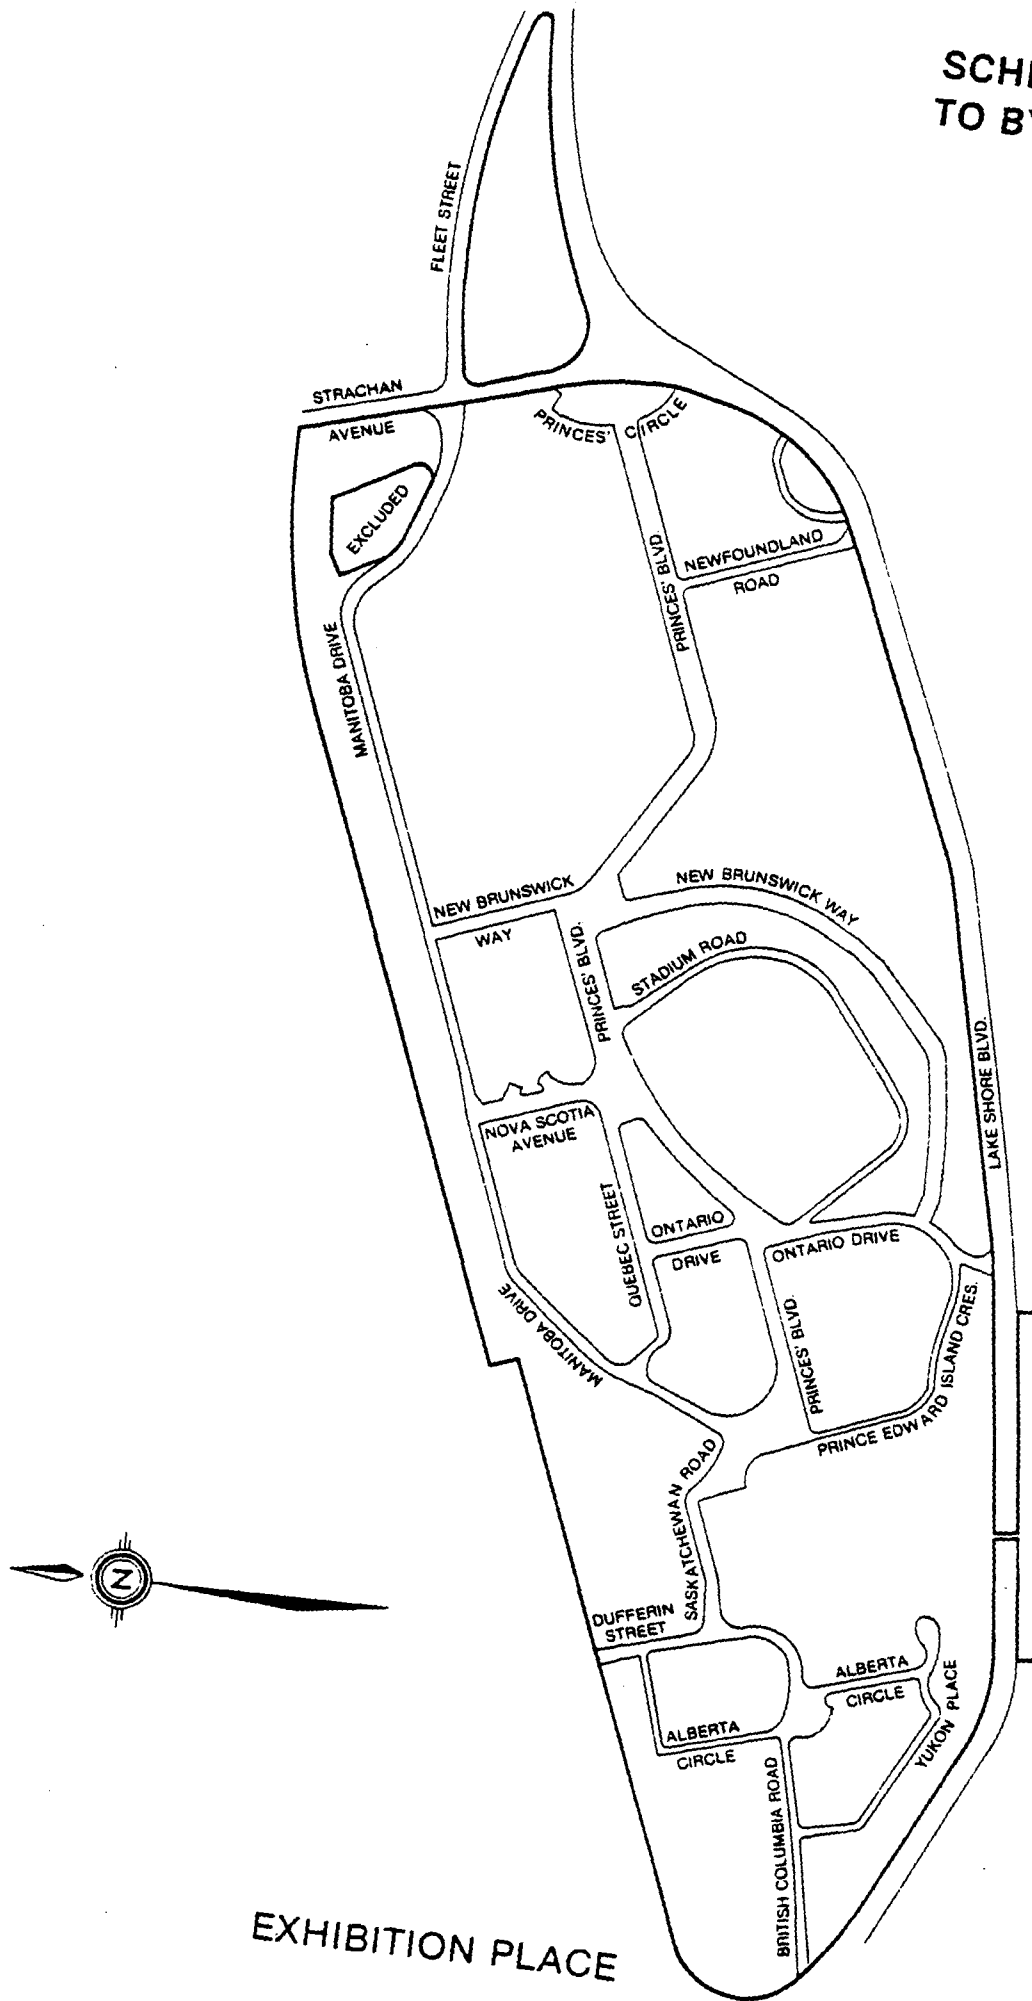 SCHE
TO BY
FLEET STREET
STRACHAN
AVENUE
PRINCES' CIRCLE
EXCLUDED
PRINCES' BLVD.
NEWFOUNDLAND
ROAD
MANITOBA DRIVE
NEW BRUNSWICK
WAY
NEW BRUNSWICK WAY
PRINCES' BLVD.
STADIUM ROAD
LAKE SHORE BLVD.
NOVA SCOTIA
AVENUE
QUEBEC STREET
ONTARIO
DRIVE
ONTARIO DRIVE
MANITOBA DRIVE
PRINCES' BLVD.
PRINCE EDWARD ISLAND CRES.
SASKATCHEWAN ROAD
N
DUFFERIN
STREET
ALBERTA
CIRCLE
YUKON PLACE
ALBERTA
CIRCLE
BRITISH COLUMBIA ROAD
EXHIBITION PLACE